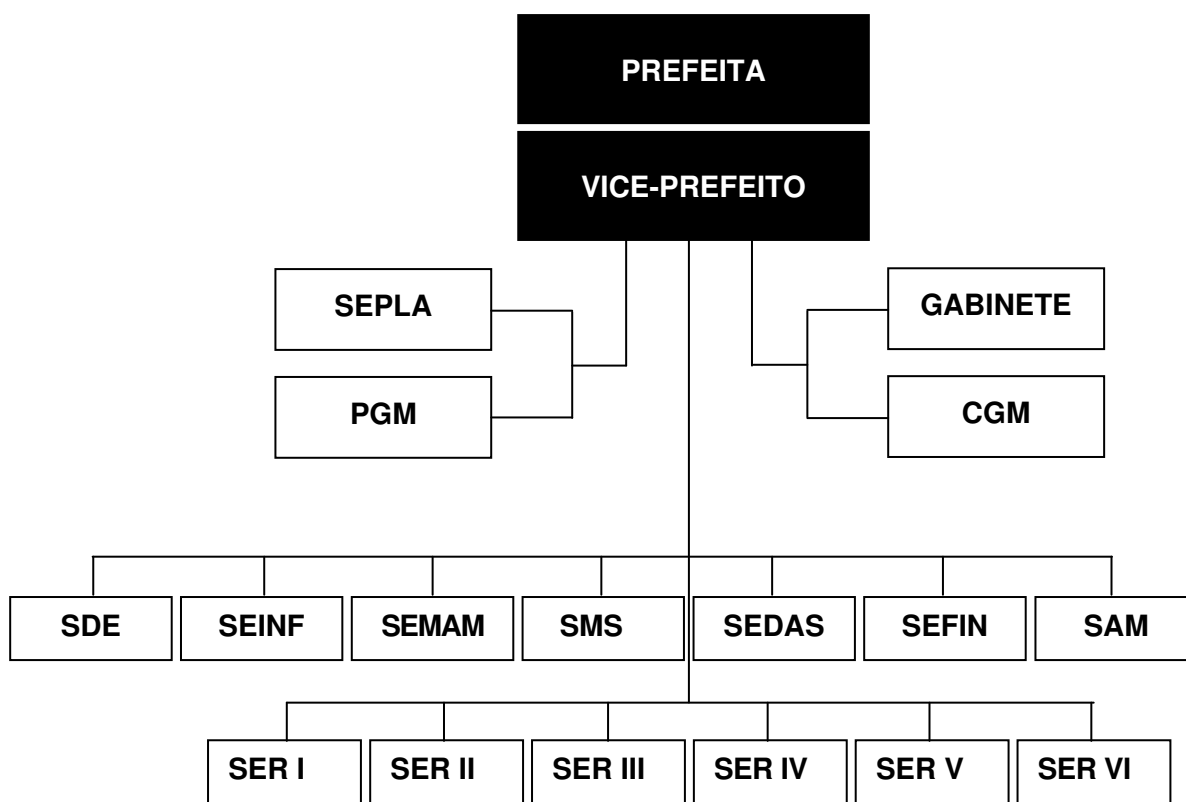 PREFEITA
VICE-PREFEITO
SEPLA
GABINETE
PGM
CGM
SDE
SEINF
SEMAM
SMS
SEDAS
SEFIN
SAM
SER I
SER II
SER III
SER IV
SER V
SER VI